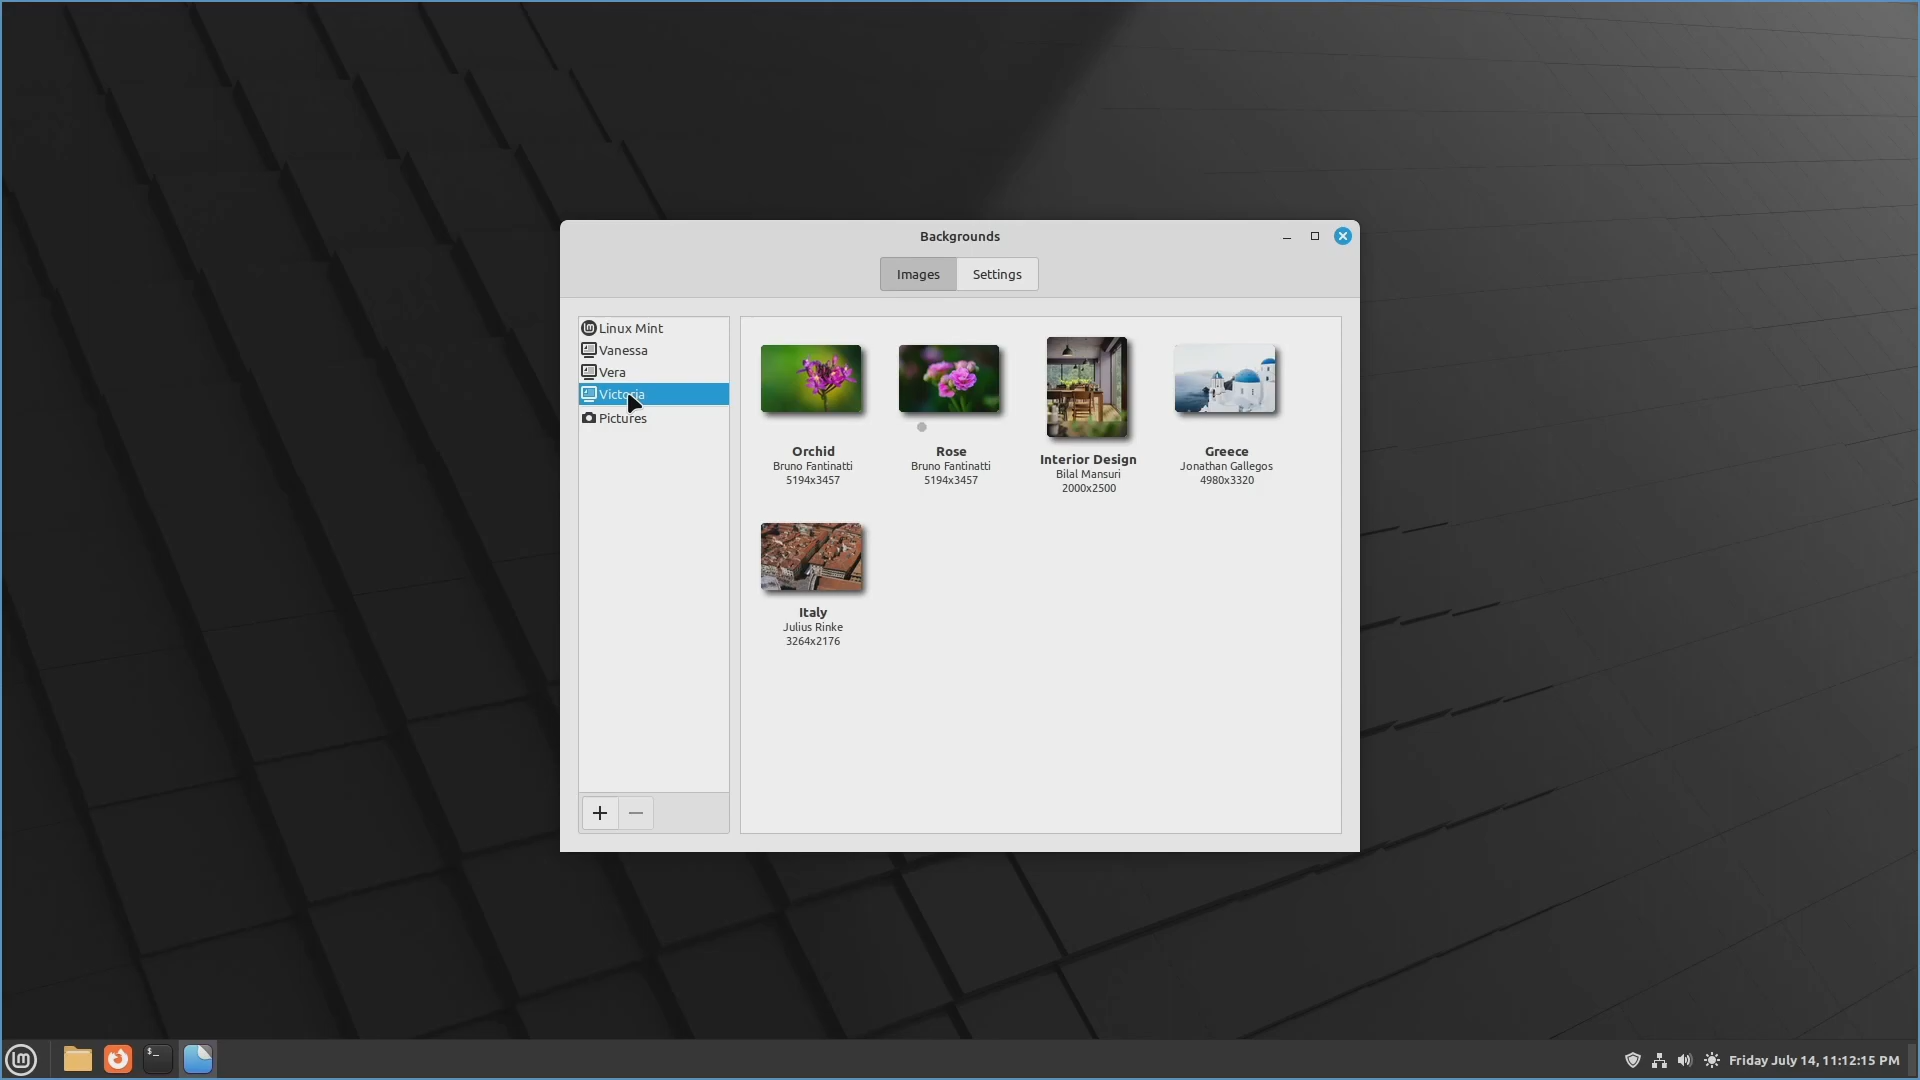 Backgrounds
Images
Settings
Linux Mint
Vanessa
Vera
Victoria
Pictures
Orchid
Bruno Fantinatti
5194x3457
Rose
Bruno Fantinatti
5194x3457
Interior Design
Bilal Mansuri
2000x2500
Greece
Jonathan Gallegos
4980x3320
Italy
Julius Rinke
3264x2176
Friday July 14, 11:12:15 PM